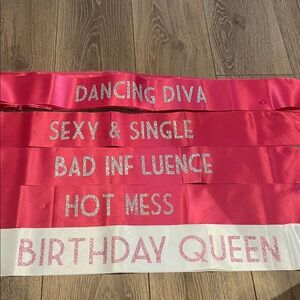 DANCING DIVA
SEXY & SINGLE
BAD INF LUENCE
HOT MESS
BIRTHDAY QUEEN